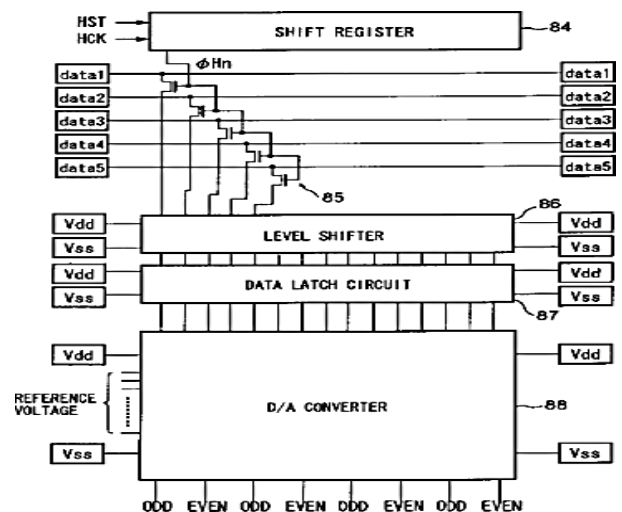 HST
HCK
SHIFT REGISTER
84
ΦHn
data1 data1
data2 data2
data3 data3
data4 data4
data5 data5
85
86
Vdd LEVEL SHIFTER Vdd
Vss Vss
Vdd DATA LATCH CIRCUIT Vdd
Vss Vss
87
Vdd Vdd
REFERENCE
VOLTAGE
D/A CONVERTER
88
Vss Vss
ODD EVEN ODD EVEN ODD EVEN ODD EVEN